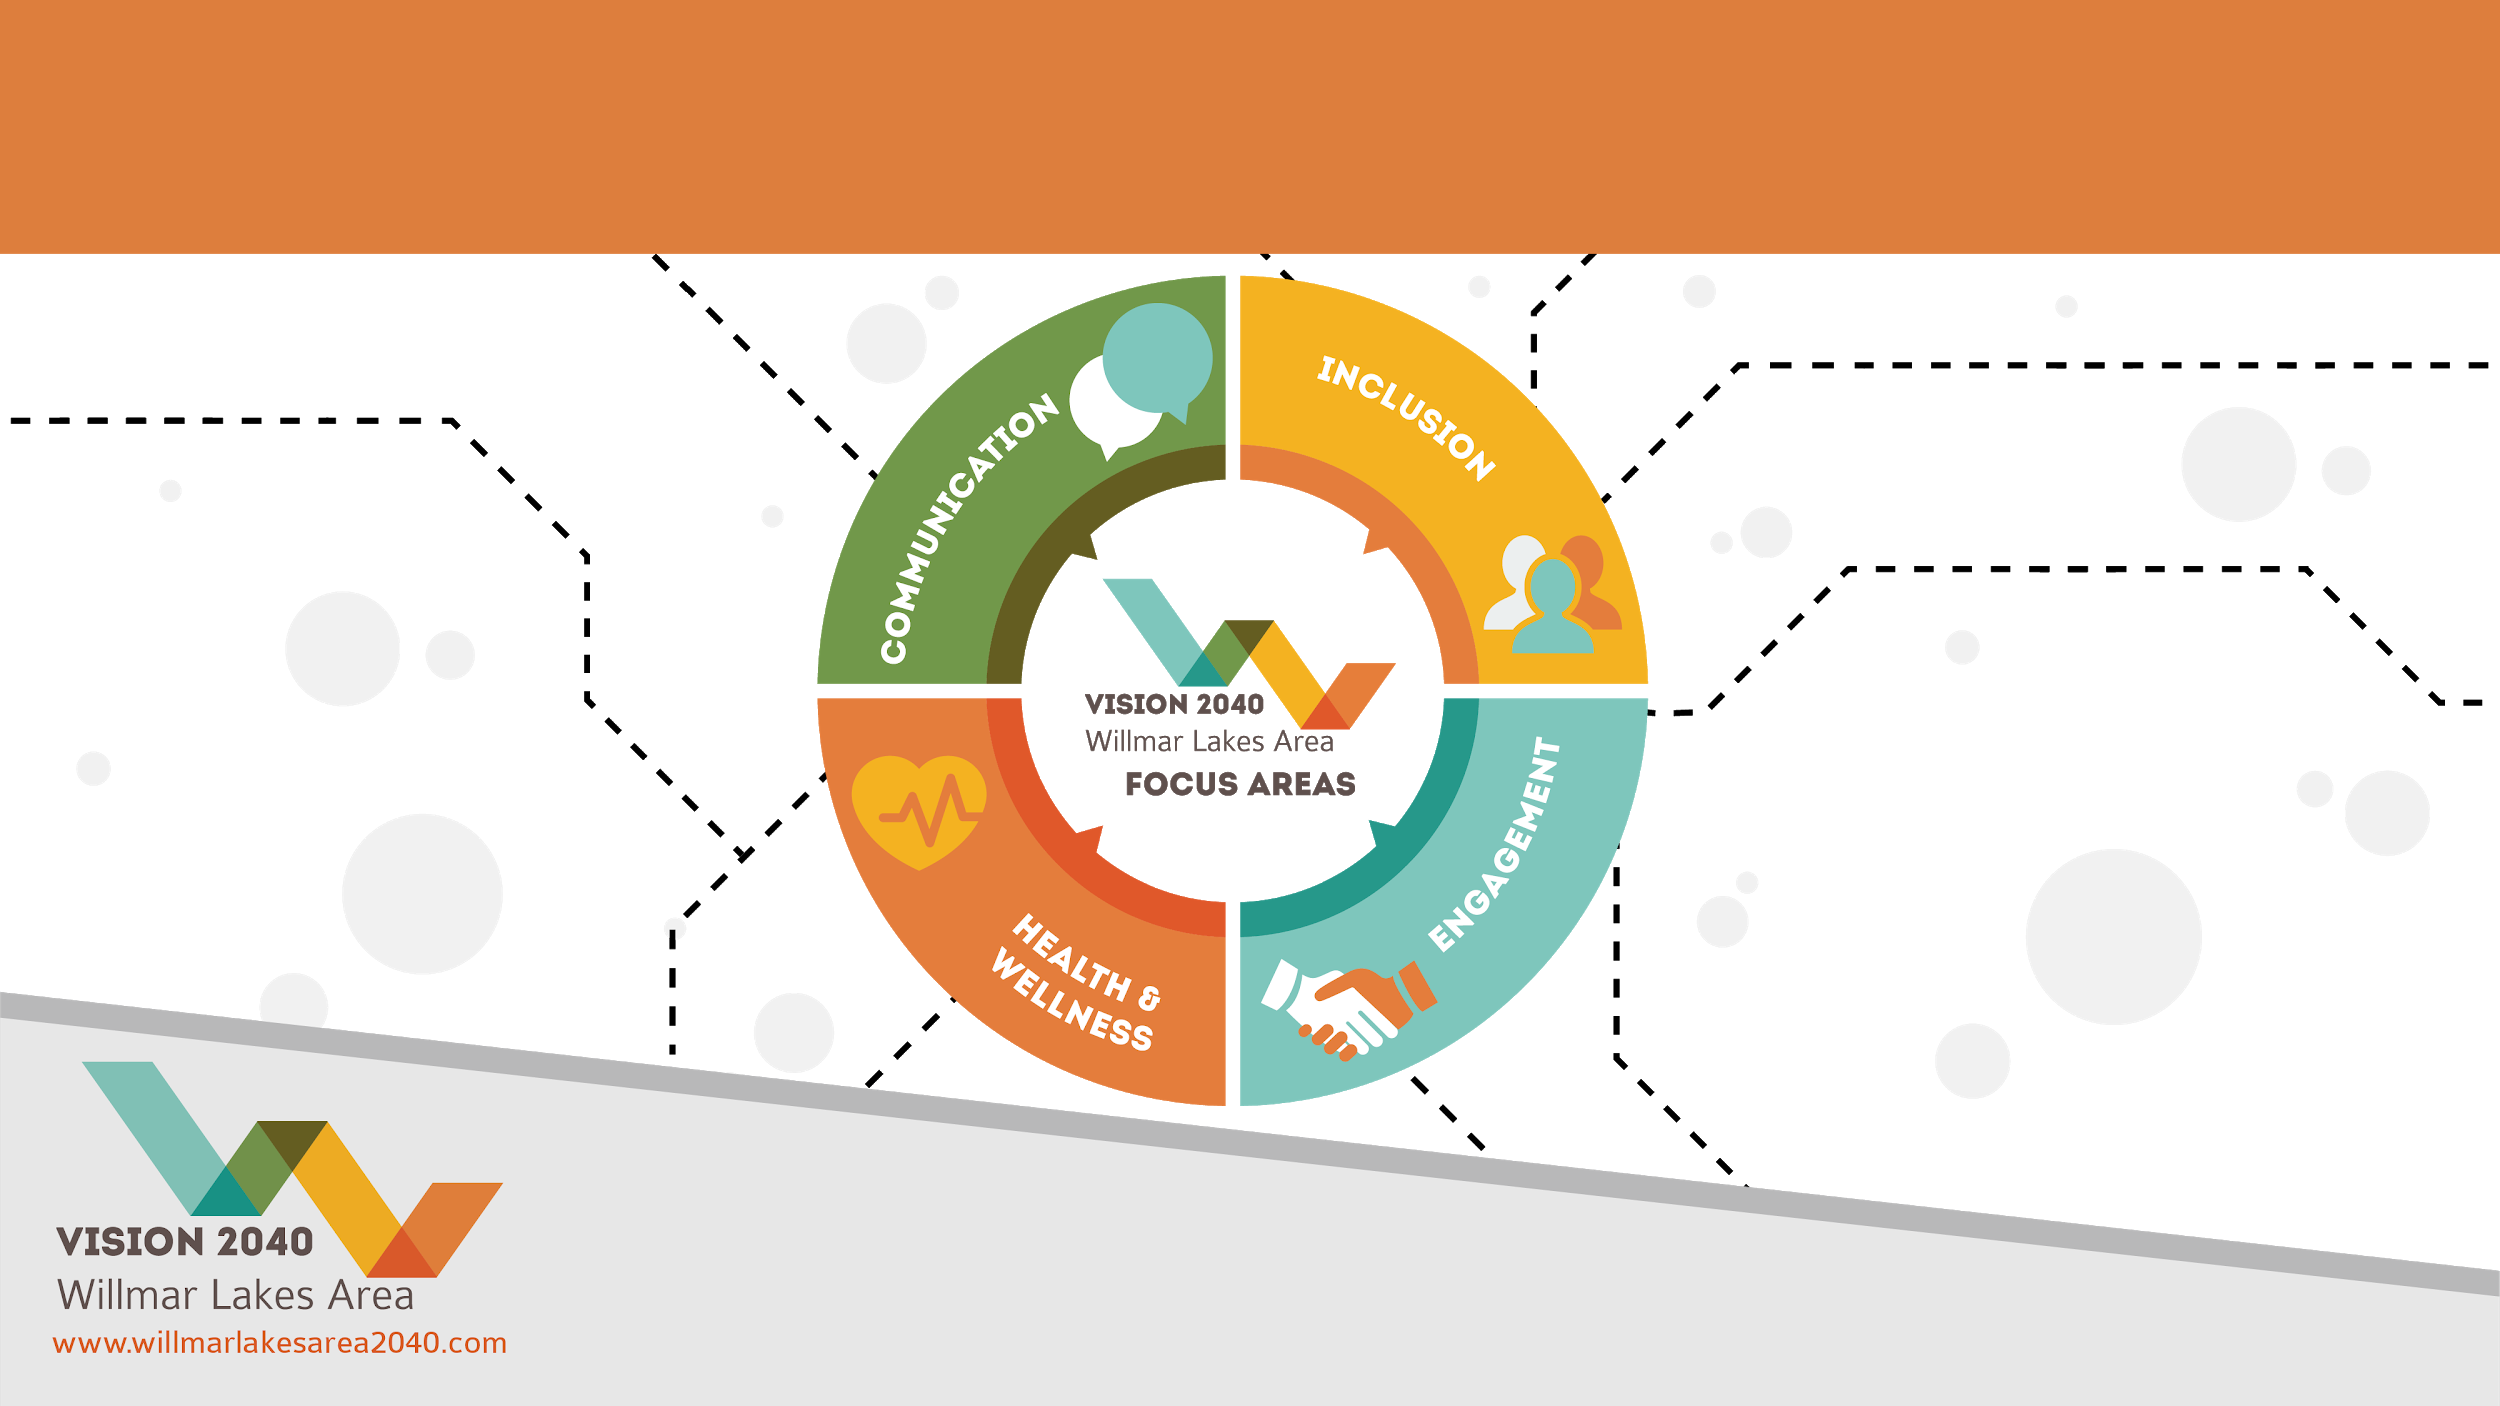 COMMUNICATION
INCLUSION
VISION 2040
Willmar Lakes Area
FOCUS AREAS
ENGAGEMENT
HEALTH &
WELLNESS
VISION 2040
Willmar Lakes Area
www.willmarlakesarea2040.com